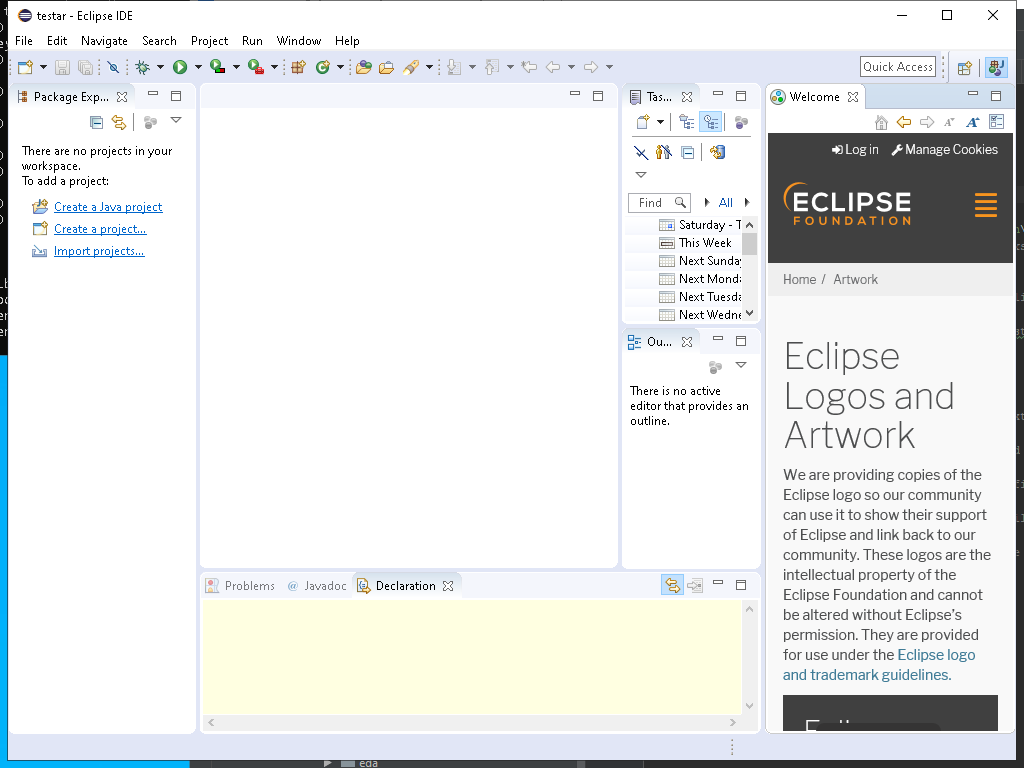 testar - Eclipse IDE
File Edit Navigate Search Project Run Window Help
Quick Access
Package Exp...
There are no projects in your
workspace.
To add a project:
Create a Java project
Create a project...
Import projects...
Tas...
Find
All
Saturday - T
This Week
Next Sunday
Next Monda
Next Tuesda
Next Wedne
Ou...
There is no active
editor that provides an
outline.
Problems @ Javadoc Declaration
Welcome
Log in Manage Cookies
ECLIPSE
FOUNDATION
Home / Artwork
Eclipse
Logos and
Artwork
We are providing copies of the
Eclipse logo so our community
can use it to show their support
of Eclipse and link back to our
community. These logos are the
intellectual property of the
Eclipse Foundation and cannot
be altered without Eclipse's
permission. They are provided
for use under the Eclipse logo
and trademark guidelines.
eda